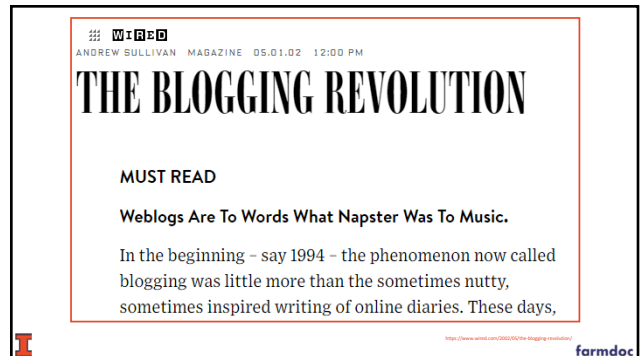 WIRED
ANDREW SULLIVAN MAGAZINE 05.01.02 12:00 PM
THE BLOGGING REVOLUTION
MUST READ
Weblogs Are To Words What Napster Was To Music.
In the beginning – say 1994 – the phenomenon now called
blogging was little more than the sometimes nutty,
sometimes inspired writing of online diaries. These days,
https://www.wired.com/2002/05/the-blogging-revolution/
I
farmdoc